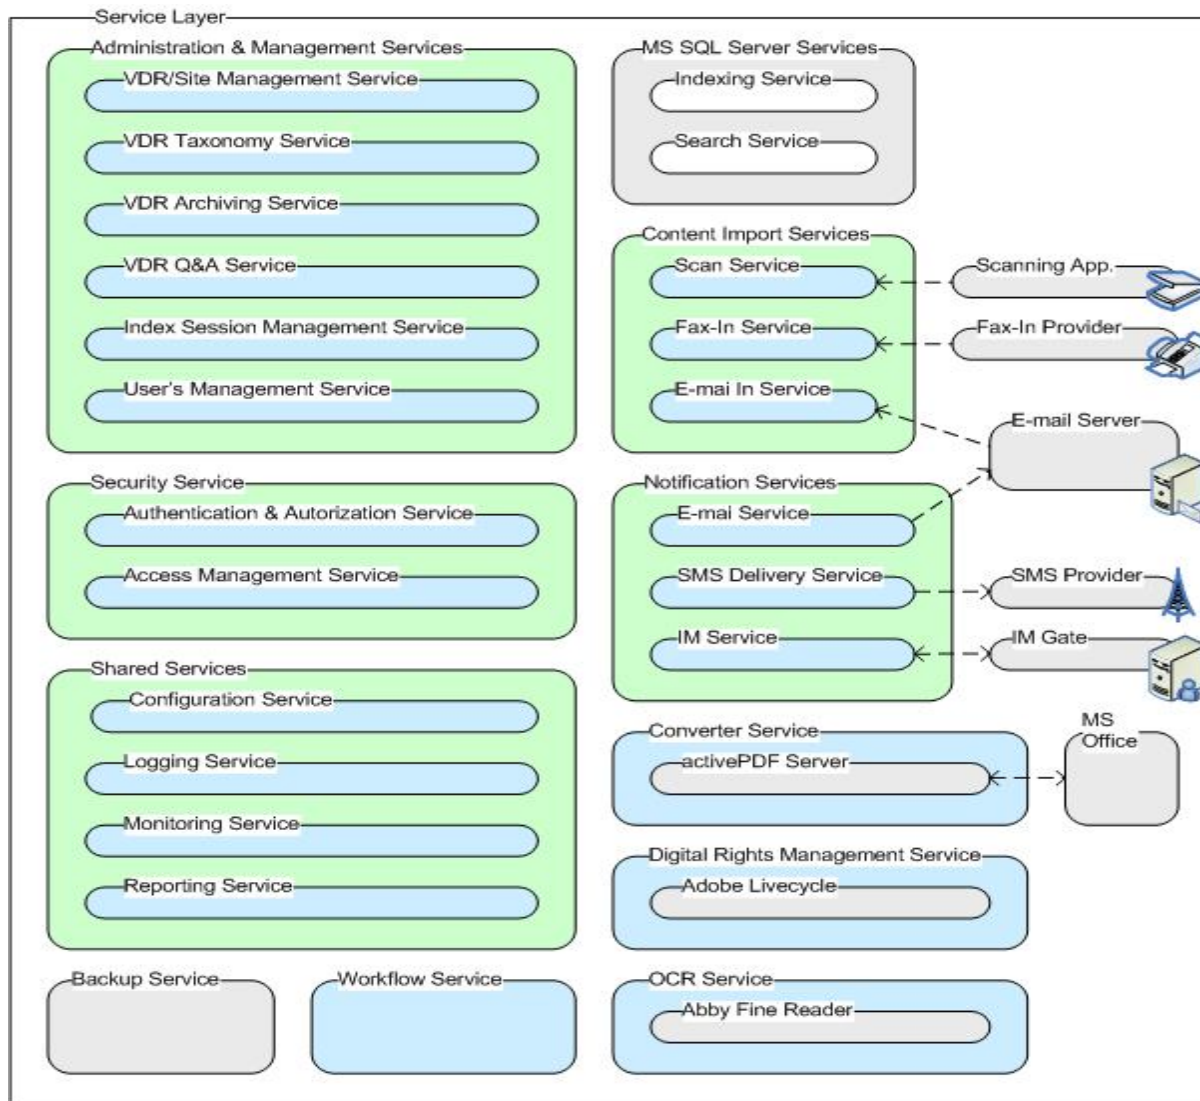 Service Layer
Administration & Management Services
VDR/Site Management Service
VDR Taxonomy Service
VDR Archiving Service
VDR Q&A Service
Index Session Management Service
User's Management Service
Security Service
Authentication & Autorization Service
Access Management Service
Shared Services
Configuration Service
Logging Service
Monitoring Service
Reporting Service
Backup Service
Workflow Service
MS SQL Server Services
Indexing Service
Search Service
Content Import Services
Scan Service
Fax-In Service
E-mai In Service
Scanning App.
Fax-In Provider
E-mail Server
Notification Services
E-mai Service
SMS Delivery Service
IM Service
SMS Provider
IM Gate
Converter Service
activePDF Server
MS
Office
Digital Rights Management Service
Adobe Livecycle
OCR Service
Abby Fine Reader